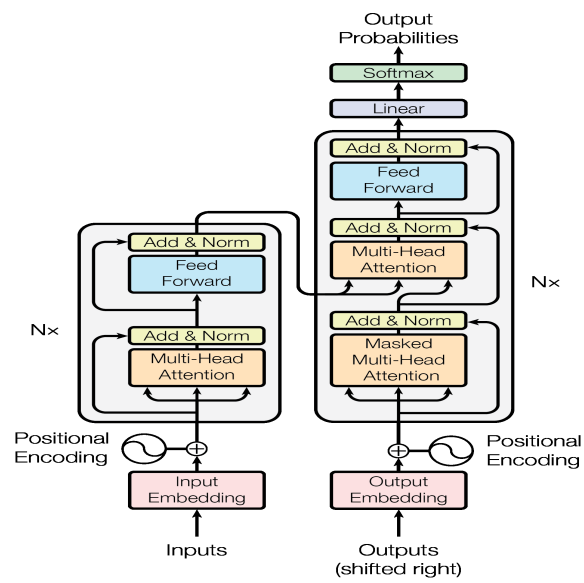 Output
Probabilities
Softmax
Linear
Add & Norm
Feed
Forward
Add & Norm
Multi-Head
Attention
Add & Norm
Masked
Multi-Head
Attention
Nx
Add & Norm
Feed
Forward
Add & Norm
Multi-Head
Attention
Nx
Positional
Encoding
Positional
Encoding
Input
Embedding
Output
Embedding
Inputs
Outputs
(shifted right)